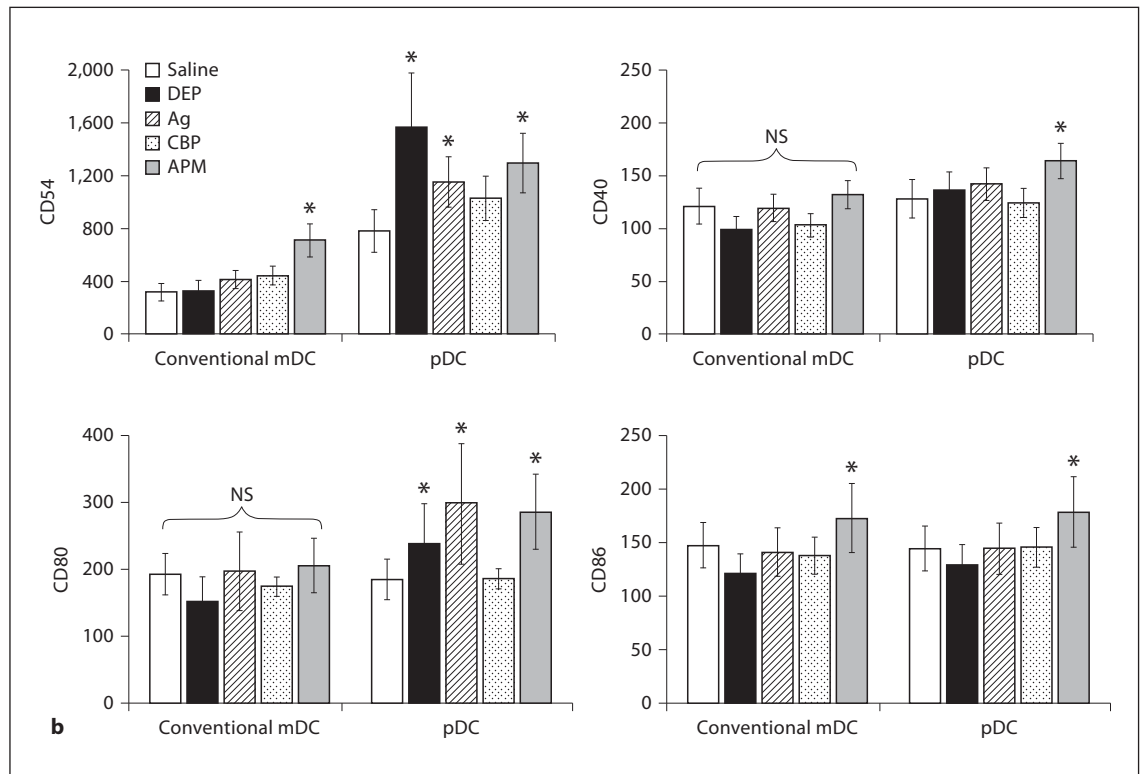 2,000
1,600
1,200
800
400
0
CD54
Saline
DEP
Ag
CBP
APM
*
*
*
*
Conventional mDC
pDC
250
200
150
100
50
0
CD40
NS
*
Conventional mDC
pDC
400
300
200
100
0
CD80
NS
*
*
*
Conventional mDC
pDC
250
200
150
100
50
0
CD86
*
*
Conventional mDC
pDC
b